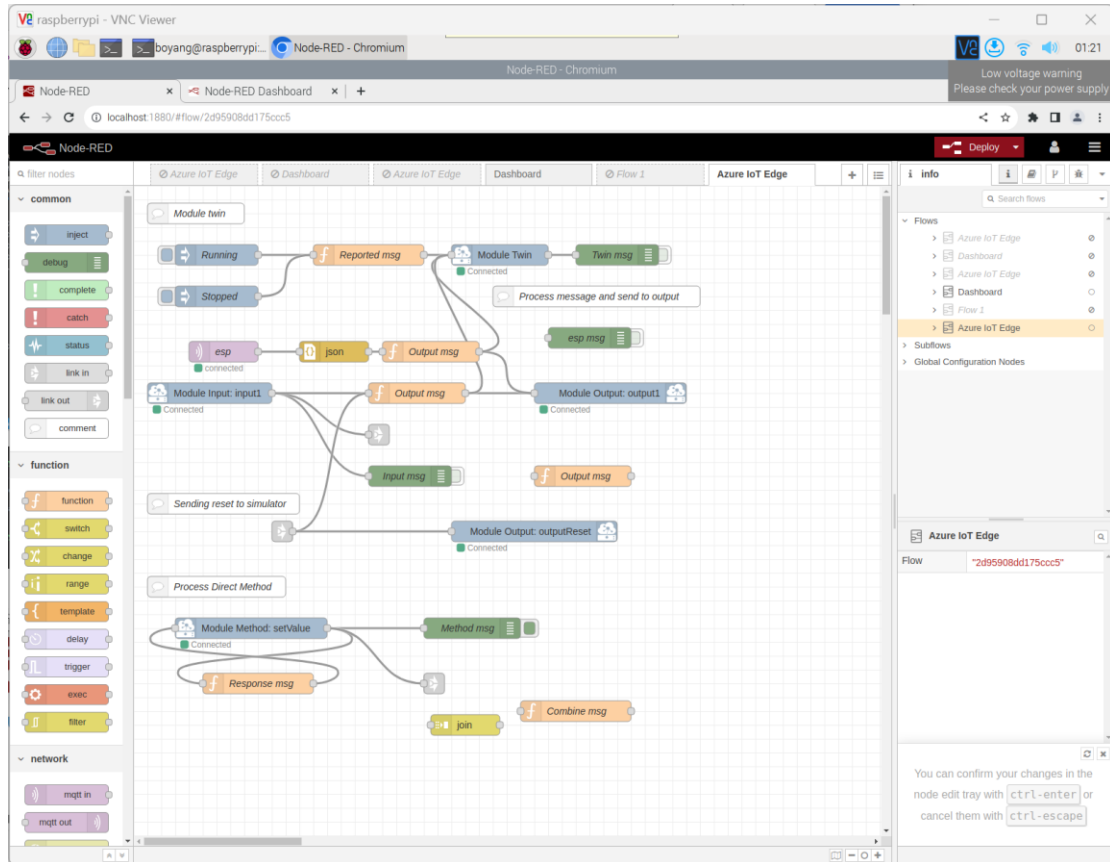 raspberrypi - VNC Viewer
boyang@raspberrypi:... Node-RED - Chromium 01:21
Node-RED - Chromium
Low voltage warning
Please check your power supply
Node-RED Node-RED Dashboard
localhost:1880/#flow/2d95908dd175ccc5
Node-RED Deploy
filter nodes
Azure IoT Edge Dashboard Azure IoT Edge Dashboard Flow 1 Azure IoT Edge
common
inject
debug
complete
catch
status
link in
link out
comment
function
function
switch
change
range
template
delay
trigger
exec
filter
network
mqtt in
mqtt out
Module twin
Running Reported msg Module Twin Twin msg
Connected
Stopped Process message and send to output
esp msg
esp json Output msg
connected
Module Input: input1 Output msg Module Output: output1
Connected Connected
Input msg Output msg
Sending reset to simulator
Module Output: outputReset
Connected
Process Direct Method
Module Method: setValue Method msg
Connected
Response msg
Combine msg
join
info
Search flows
Flows
Azure IoT Edge
Dashboard
Azure IoT Edge
Dashboard
Flow 1
Azure IoT Edge
Subflows
Global Configuration Nodes
Azure IoT Edge
Flow "2d95908dd175ccc5"
You can confirm your changes in the
node edit tray with ctrl-enter or
cancel them with ctrl-escape